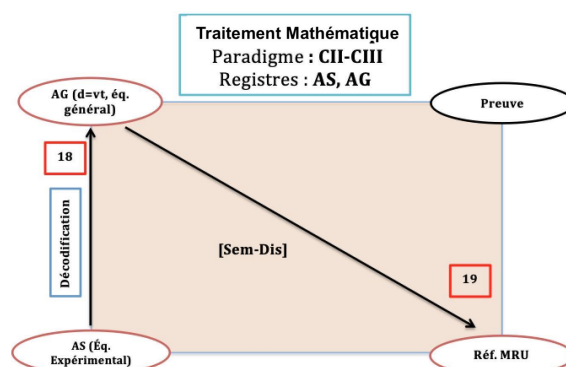 Traitement Mathématique
Paradigme : CII-CIII
Registres : AS, AG
AG (d=vt, éq.
général)
Preuve
18
Décodification
[Sem-Dis]
19
AS (Éq.
Expérimental)
Réf. MRU